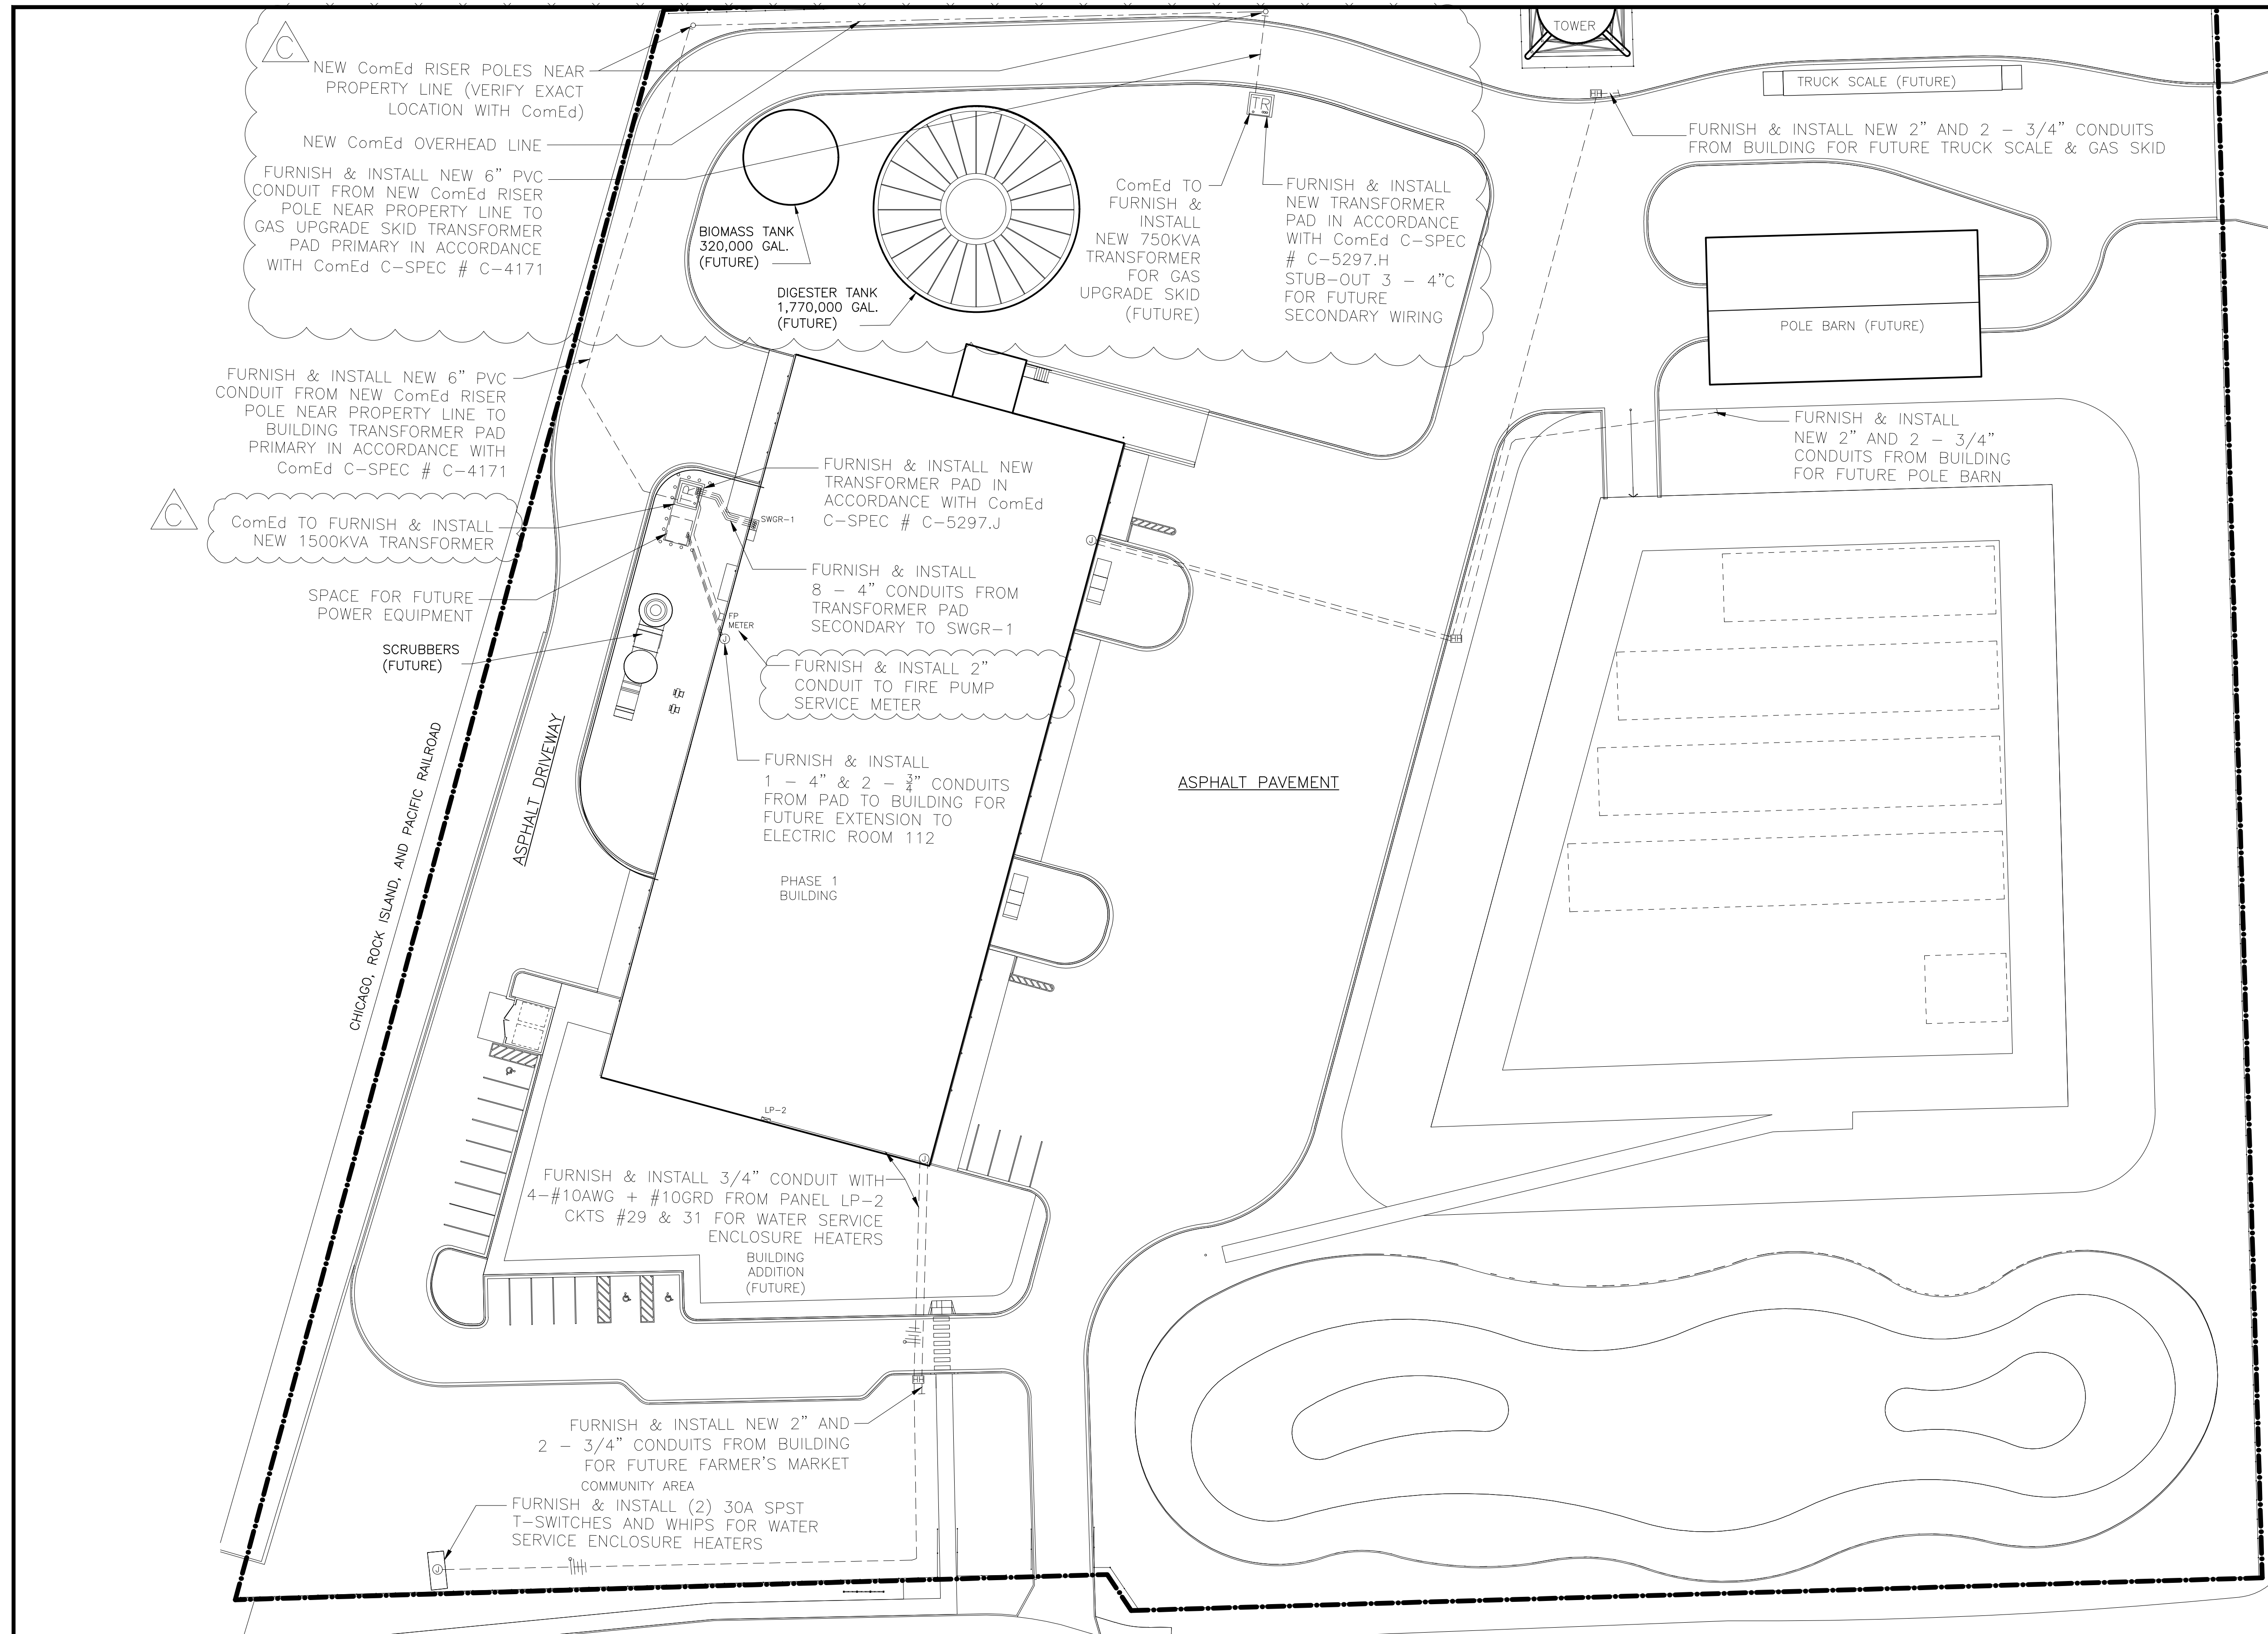 C
NEW ComEd RISER POLES NEAR
PROPERTY LINE (VERIFY EXACT
LOCATION WITH ComEd)
NEW ComEd OVERHEAD LINE
FURNISH & INSTALL NEW 6” PVC
CONDUIT FROM NEW ComEd RISER
POLE NEAR PROPERTY LINE TO
GAS UPGRADE SKID TRANSFORMER
PAD PRIMARY IN ACCORDANCE
WITH ComEd C-SPEC # C-4171
BIOMASS TANK
320,000 GAL.
(FUTURE)
DIGESTER TANK
1,770,000 GAL.
(FUTURE)
TR
ComEd TO
FURNISH &
INSTALL
NEW 750KVA
TRANSFORMER
FOR GAS
UPGRADE SKID
(FUTURE)
FURNISH & INSTALL
NEW TRANSFORMER
PAD IN ACCORDANCE
WITH ComEd C-SPEC
# C-5297.H
STUB-OUT 3 - 4”C
FOR FUTURE
SECONDARY WIRING
TOWER
TRUCK SCALE (FUTURE)
HH
FURNISH & INSTALL NEW 2” AND 2 - 3/4” CONDUITS
FROM BUILDING FOR FUTURE TRUCK SCALE & GAS SKID
POLE BARN (FUTURE)
FURNISH & INSTALL
NEW 2” AND 2 - 3/4”
CONDUITS FROM BUILDING
FOR FUTURE POLE BARN
FURNISH & INSTALL NEW 6” PVC
CONDUIT FROM NEW ComEd RISER
POLE NEAR PROPERTY LINE TO
BUILDING TRANSFORMER PAD
PRIMARY IN ACCORDANCE WITH
ComEd C-SPEC # C-4171
C
ComEd TO FURNISH & INSTALL
NEW 1500KVA TRANSFORMER
SPACE FOR FUTURE
POWER EQUIPMENT
SCRUBBERS
(FUTURE)
TR
SWGR-1
FP
METER
J
FURNISH & INSTALL NEW
TRANSFORMER PAD IN
ACCORDANCE WITH ComEd
C-SPEC # C-5297.J
FURNISH & INSTALL
8 - 4” CONDUITS FROM
TRANSFORMER PAD
SECONDARY TO SWGR-1
FURNISH & INSTALL 2”
CONDUIT TO FIRE PUMP
SERVICE METER
FURNISH & INSTALL
1 - 4” & 2 - ¾” CONDUITS
FROM PAD TO BUILDING FOR
FUTURE EXTENSION TO
ELECTRIC ROOM 112
PHASE 1
BUILDING
J
HH
ASPHALT PAVEMENT
ASPHALT DRIVEWAY
CHICAGO, ROCK ISLAND, AND PACIFIC RAILROAD
LP-2
J
FURNISH & INSTALL 3/4” CONDUIT WITH
4-#10AWG + #10GRD FROM PANEL LP-2
CKTS #29 & 31 FOR WATER SERVICE
ENCLOSURE HEATERS
BUILDING
ADDITION
(FUTURE)
HH
FURNISH & INSTALL NEW 2” AND
2 - 3/4” CONDUITS FROM BUILDING
FOR FUTURE FARMER’S MARKET
COMMUNITY AREA
FURNISH & INSTALL (2) 30A SPST
T-SWITCHES AND WHIPS FOR WATER
SERVICE ENCLOSURE HEATERS
J